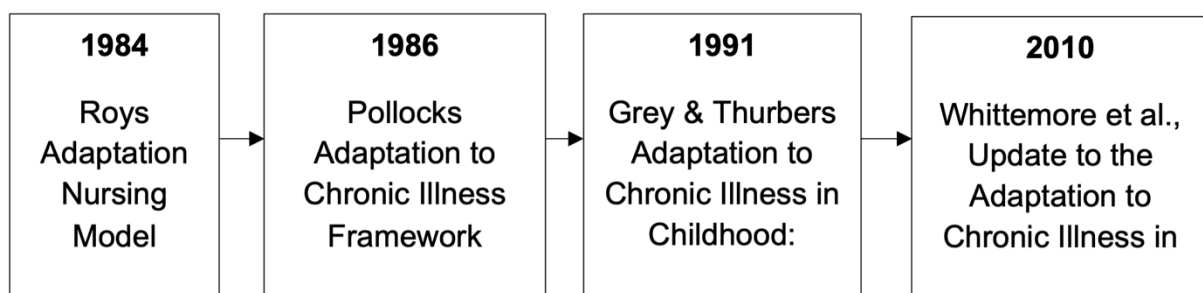 1984
Roys
Adaptation
Nursing
Model
1986
Pollocks
Adaptation to
Chronic Illness
Framework
1991
Grey & Thurbers
Adaptation to
Chronic Illness in
Childhood:
2010
Whittemore et al.,
Update to the
Adaptation to
Chronic Illness in